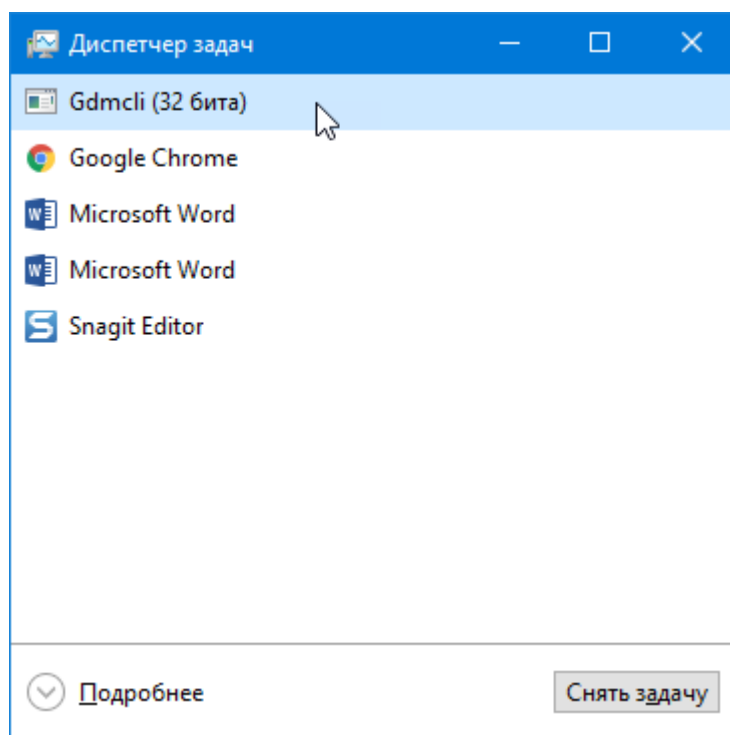 Диспетчер задач
Gdmcli (32 бита)
Google Chrome
Microsoft Word
Microsoft Word
Snagit Editor
Подробнее
Снять задачу